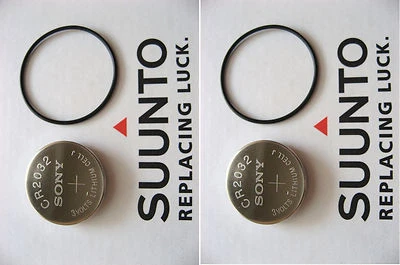 SUUNTO
REPLACING LUCK.
CR2032
SONY
+
3VOLTS LITHIUM CELL J
SUUNTO
REPLACING LUCK.
CR2032
SONY
+
3VOLTS LITHIUM CELL J